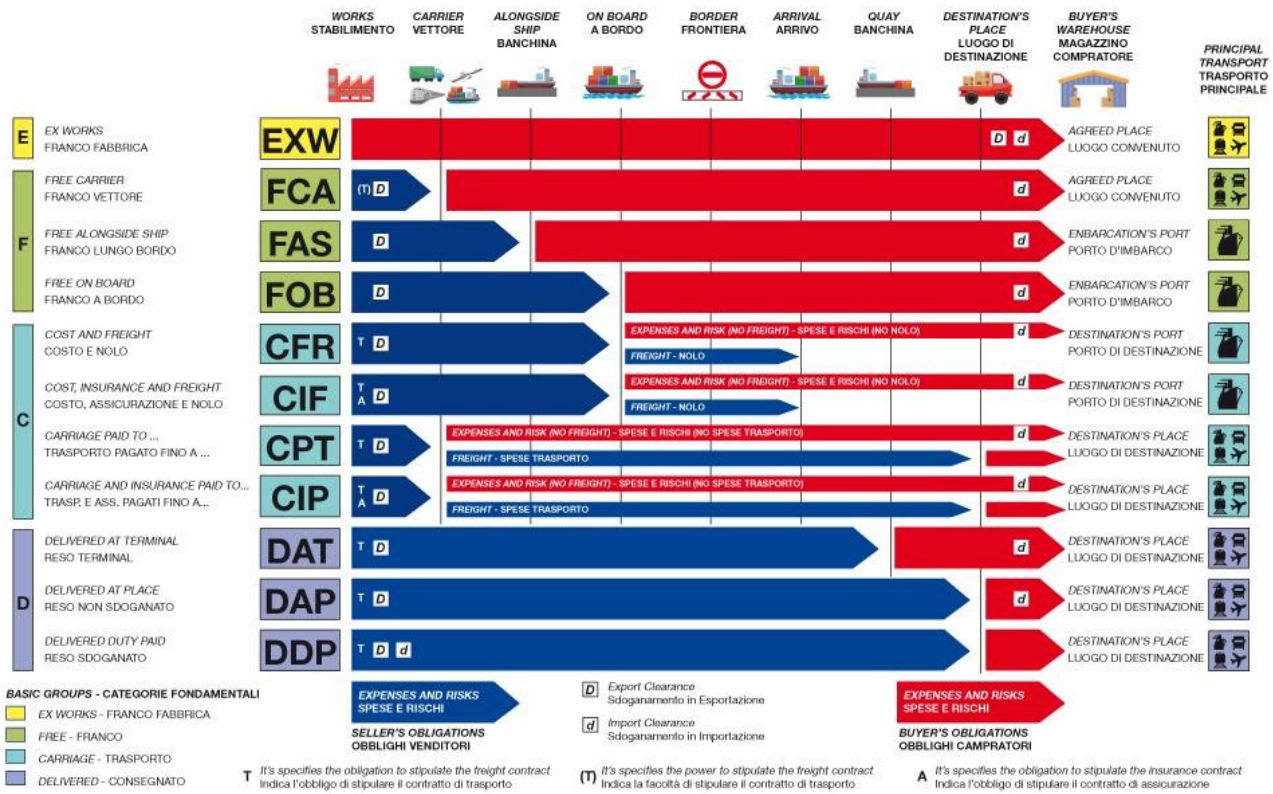 WORKS
STABILIMENTO
CARRIER
VETTORE
ALONGSIDE
SHIP
BANCHINA
ON BOARD
A BORDO
BORDER
FRONTIERA
ARRIVAL
ARRIVO
QUAY
BANCHINA
DESTINATION'S
PLACE
LUOGO DI
DESTINAZIONE
BUYER'S
WAREHOUSE
MAGAZZINO
COMPRATORE
PRINCIPAL
TRANSPORT
TRASPORTO
PRINCIPALE
E
EX WORKS
FRANCO FABBRICA
EXW
D d
AGREED PLACE
LUOGO CONVENUTO
F
FREE CARRIER
FRANCO VETTORE
FCA
(T) D
d
AGREED PLACE
LUOGO CONVENUTO
FREE ALONGSIDE SHIP
FRANCO LUNGO BORDO
FAS
D
d
ENBARCATION'S PORT
PORTO D'IMBARCO
FREE ON BOARD
FRANCO A BORDO
FOB
D
d
ENBARCATION'S PORT
PORTO D'IMBARCO
C
COST AND FREIGHT
COSTO E NOLO
CFR
T D
EXPENSES AND RISK (NO FREIGHT) - SPESE E RISCHI (NO NOLO)
d
FREIGHT - NOLO
DESTINATION'S PORT
PORTO DI DESTINAZIONE
COST, INSURANCE AND FREIGHT
COSTO, ASSICURAZIONE E NOLO
CIF
T
A
D
EXPENSES AND RISK (NO FREIGHT) - SPESE E RISCHI (NO NOLO)
d
FREIGHT - NOLO
DESTINATION'S PORT
PORTO DI DESTINAZIONE
CARRIAGE PAID TO ...
TRASPORTO PAGATO FINO A ...
CPT
T D
EXPENSES AND RISK (NO FREIGHT) - SPESE E RISCHI (NO SPESE TRASPORTO)
d
FREIGHT - SPESE TRASPORTO
DESTINATION'S PLACE
LUOGO DI DESTINAZIONE
CARRIAGE AND INSURANCE PAID TO...
TRASP. E ASS. PAGATI FINO A...
CIP
T
A
D
EXPENSES AND RISK (NO FREIGHT) - SPESE E RISCHI (NO SPESE TRASPORTO)
d
FREIGHT - SPESE TRASPORTO
DESTINATION'S PLACE
LUOGO DI DESTINAZIONE
D
DELIVERED AT TERMINAL
RESO TERMINAL
DAT
T D
d
DESTINATION'S PLACE
LUOGO DI DESTINAZIONE
DELIVERED AT PLACE
RESO NON SDOGANATO
DAP
T D
d
DESTINATION'S PLACE
LUOGO DI DESTINAZIONE
DELIVERED DUTY PAID
RESO SDOGANATO
DDP
T D d
DESTINATION'S PLACE
LUOGO DI DESTINAZIONE
BASIC GROUPS - CATEGORIE FONDAMENTALI
EX WORKS - FRANCO FABBRICA
FREE - FRANCO
CARRIAGE - TRASPORTO
DELIVERED - CONSEGNATO
EXPENSES AND RISKS
SPESE E RISCHI
SELLER'S OBLIGATIONS
OBBLIGHI VENDITORI
D Export Clearance
Sdoganamento in Esportazione
d Import Clearance
Sdoganamento in Importazione
EXPENSES AND RISKS
SPESE E RISCHI
BUYER'S OBLIGATIONS
OBBLIGHI CAMPRATORI
T It's specifies the obligation to stipulate the freight contract
Indica l'obbligo di stipulare il contratto di trasporto
(T) It's specifies the power to stipulate the freight contract
Indica la facoltà di stipulare il contratto di trasporto
A It's specifies the obligation to stipulate the insurance contract
Indica l'obbligo di stipulare il contratto di assicurazione